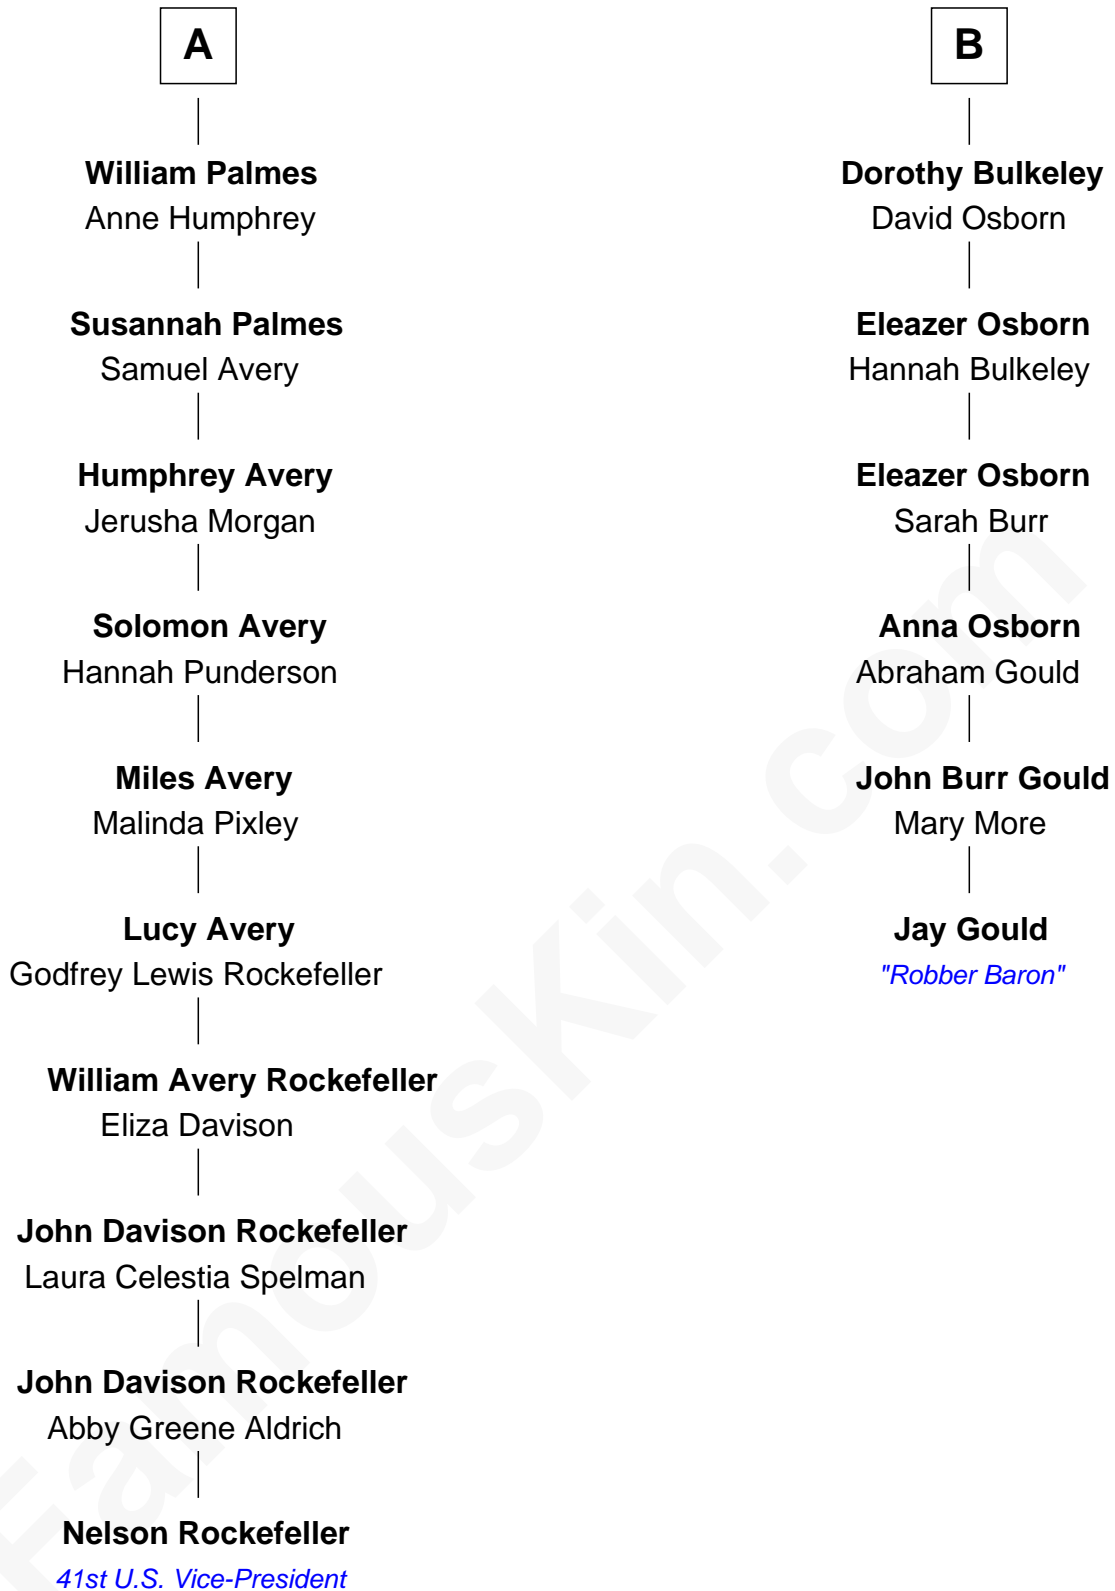 A
William Palmes
Anne Humphrey
Susannah Palmes
Samuel Avery
Humphrey Avery
Jerusha Morgan
Solomon Avery
Hannah Punderson
Miles Avery
Malinda Pixley
Lucy Avery
Godfrey Lewis Rockefeller
William Avery Rockefeller
Eliza Davison
John Davison Rockefeller
Laura Celestia Spelman
John Davison Rockefeller
Abby Greene Aldrich
Nelson Rockefeller
41st U.S. Vice-President
B
Dorothy Bulkeley
David Osborn
Eleazer Osborn
Hannah Bulkeley
Eleazer Osborn
Sarah Burr
Anna Osborn
Abraham Gould
John Burr Gould
Mary More
Jay Gould
"Robber Baron"
FamousKin.com